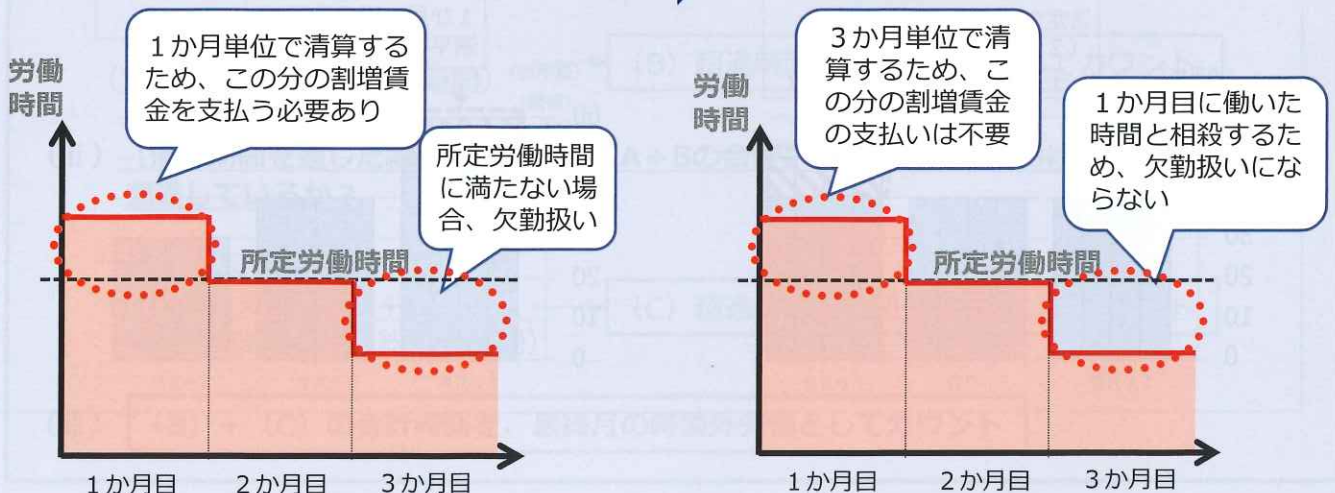 １か月単位で清算する
ため、この分の割増賃
金を支払う必要あり
労働
時間
所定労働時間
に満たない場
合、欠勤扱い
所定労働時間
１か月目
２か月目
３か月目
３か月単位で清
算するため、こ
の分の割増賃金
の支払いは不要
労働
時間
１か月目に働いた
時間と相殺するた
め、欠勤扱いにな
らない
所定労働時間
１か月目
２か月目
３か月目